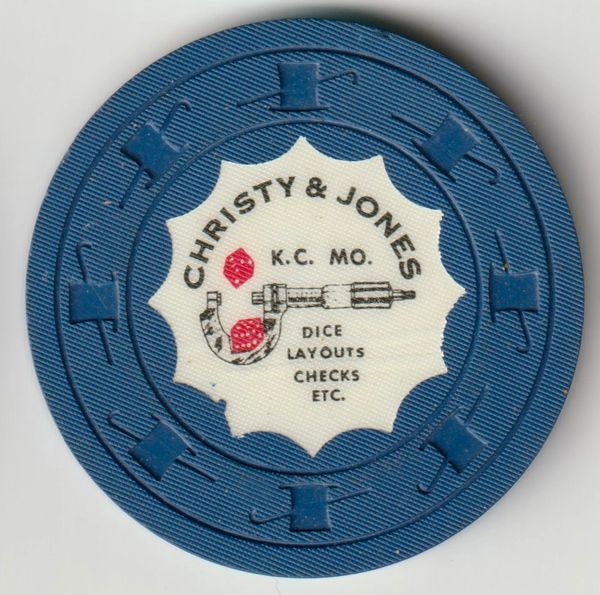 CHRISTY & JONES
K.C. MO.
DICE
LAYOUTS
CHECKS
ETC.